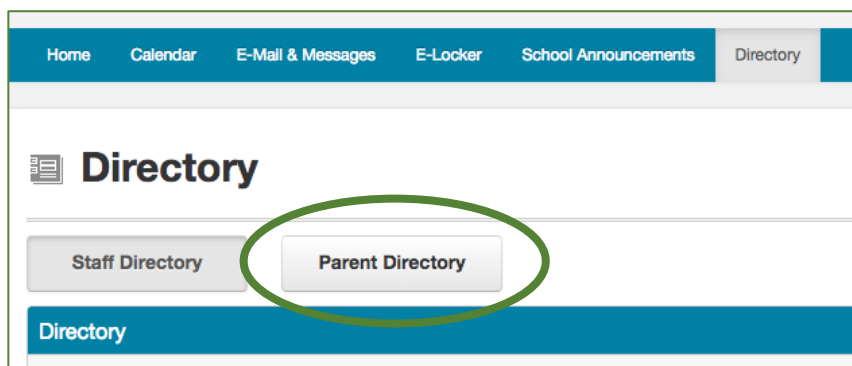 Home Calendar E-Mail & Messages E-Locker School Announcements Directory
Directory
Staff Directory Parent Directory
Directory